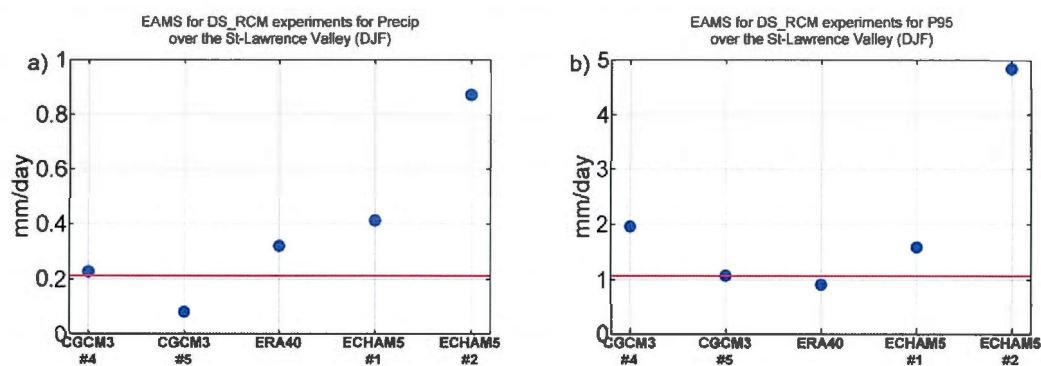 EAMS for DS_RCM experiments for Precip
over the St-Lawrence Valley (DJF)
a)
1
0.8
0.6
0.4
0.2
0
mm/day
CGCM3 CGCM3 ERA40 ECHAM5 ECHAM5
#4 #5 #1 #2
EAMS for DS_RCM experiments for P95
over the St-Lawrence Valley (DJF)
b)
5
4
3
2
1
0
mm/day
CGCM3 CGCM3 ERA40 ECHAM5 ECHAM5
#4 #5 #1 #2